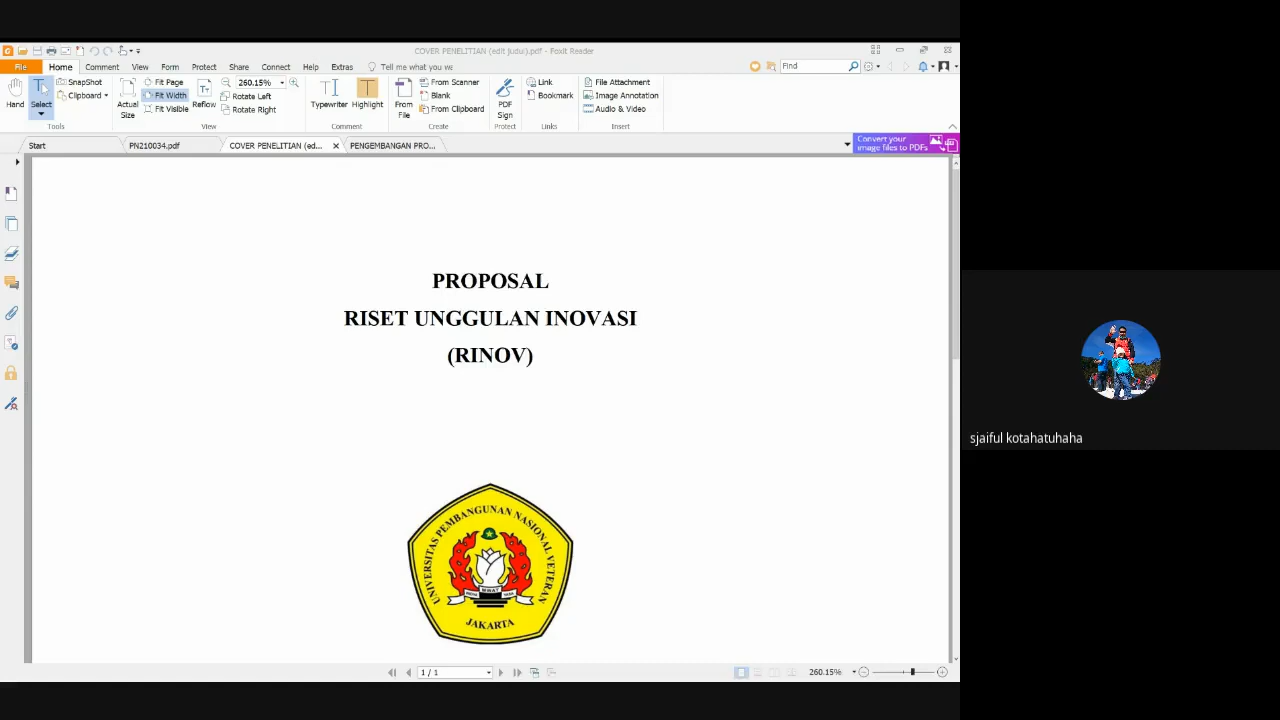 COVER PENELITIAN (edit judul).pdf - Foxit Reader
File Home Comment View Form Protect Share Connect Help Extras Tell me what you wa Find
Hand
Select
SnapShot
Clipboard
Tools
Actual Size
Fit Page
Fit Width
Fit Visible
Reflow
260.15%
Rotate Left
Rotate Right
View
Typewriter
Highlight
Comment
From File
From Scanner
Blank
From Clipboard
Create
PDF Sign
Protect
Link
Bookmark
Links
File Attachment
Image Annotation
Audio & Video
Insert
Start PN210034.pdf COVER PENELITIAN (ed... PENGEMBANGAN PRO...
Convert your
image files to PDFs
PROPOSAL
RISET UNGGULAN INOVASI
(RINOV)
UNIVERSITAS PEMBANGUNAN NASIONAL VETERAN
JAKARTA
1 / 1
260.15%
sjaiful kotahatuhaha